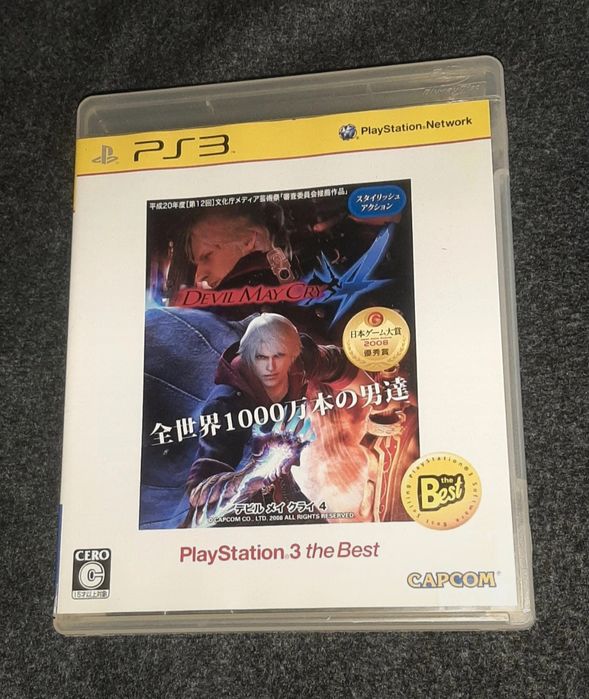 PS3
PlayStation®Network
平成20年度[第12回]文化庁メディア芸術祭「審査委員会推薦作品」
スタイリッシュ
アクション
DEVIL MAY CRY 4
日本ゲーム大賞
2008
優秀賞
全世界1000万本の男達
デビル メイ クライ 4
©CAPCOM CO., LTD. 2008 ALL RIGHTS RESERVED.
the
Best
PlayStation®3 the Best
CERO
C
15才以上対象
CAPCOM